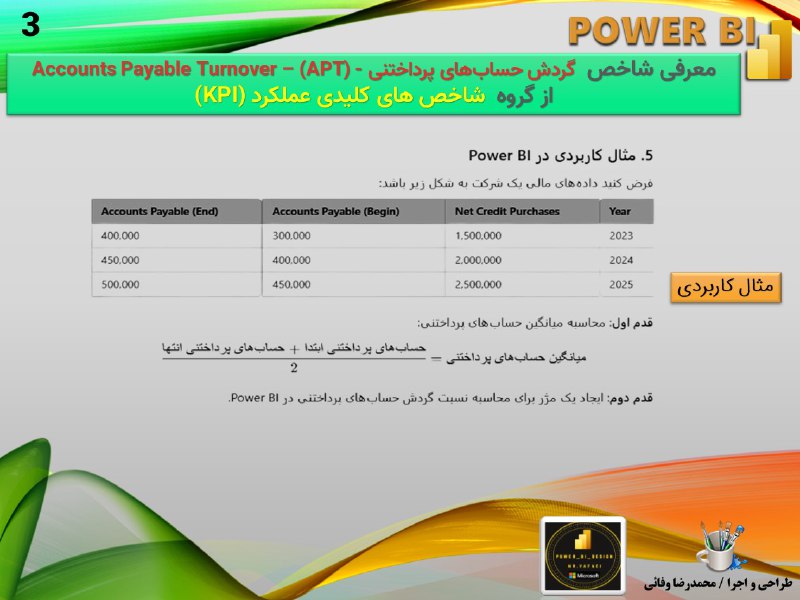 3
POWER BI
معرفی شاخص گردش حساب‌های پرداختنی - Accounts Payable Turnover – (APT)
از گروه شاخص های کلیدی عملکرد (KPI)
5. مثال کاربردی در Power BI
فرض کنید داده‌های مالی یک شرکت به شکل زیر باشد:
Accounts Payable (End) Accounts Payable (Begin) Net Credit Purchases Year
400,000 300,000 1,500,000 2023
450,000 400,000 2,000,000 2024
500,000 450,000 2,500,000 2025
مثال کاربردی
قدم اول: محاسبه میانگین حساب‌های پرداختنی:
حساب‌های پرداختنی ابتدا + حساب‌های پرداختنی انتها
میانگین حساب‌های پرداختنی =
2
قدم دوم: ایجاد یک مژر برای محاسبه نسبت گردش حساب‌های پرداختنی در Power BI.
POWER_BI_DESIGN
MR.VAFAEI
Microsoft
طراحی و اجرا / محمدرضا وفائی